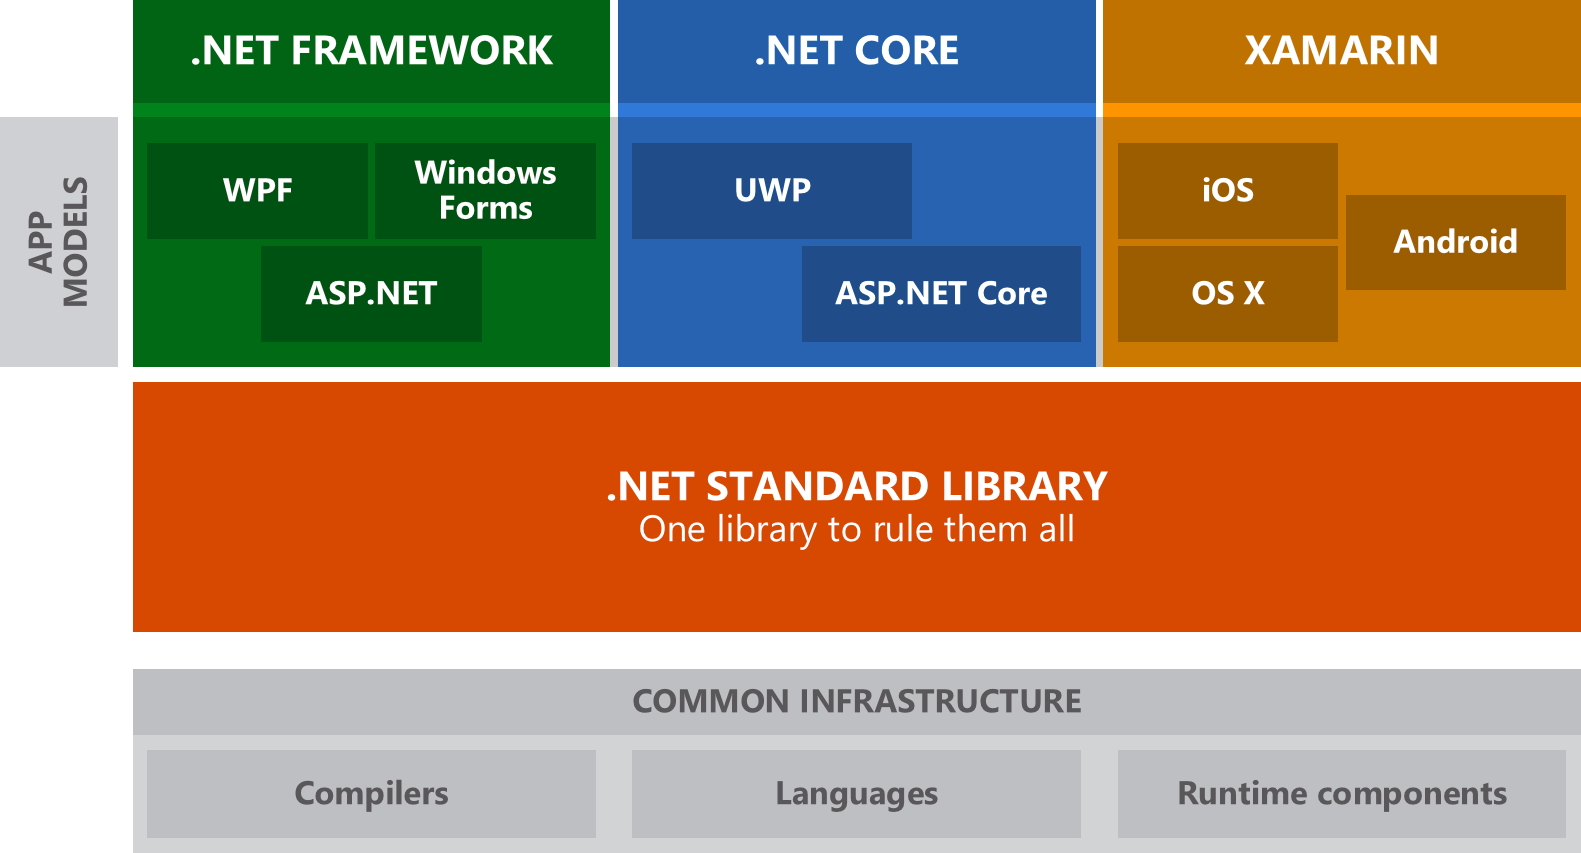 .NET FRAMEWORK
.NET CORE
XAMARIN
APP
MODELS
WPF
Windows
Forms
ASP.NET
UWP
ASP.NET Core
iOS
Android
OS X
.NET STANDARD LIBRARY
One library to rule them all
COMMON INFRASTRUCTURE
Compilers
Languages
Runtime components